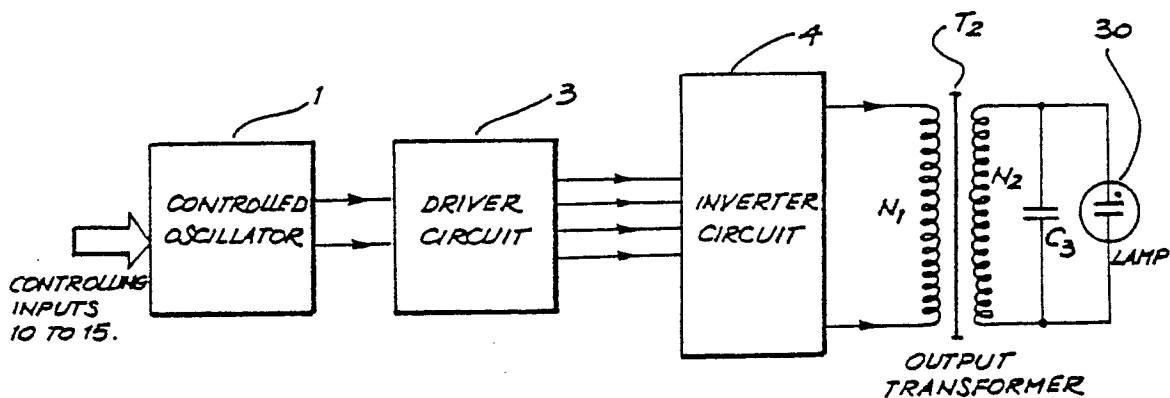 1
3
4
T2
30
CONTROLLED
OSCILLATOR
DRIVER
CIRCUIT
INVERTER
CIRCUIT
N1
N2
C3
LAMP
CONTROLLING
INPUTS
10 TO 15.
OUTPUT
TRANSFORMER